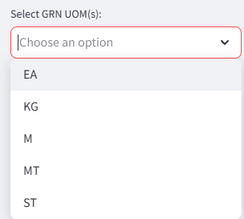 Select GRN UOM(s):
Choose an option
EA
KG
M
MT
ST